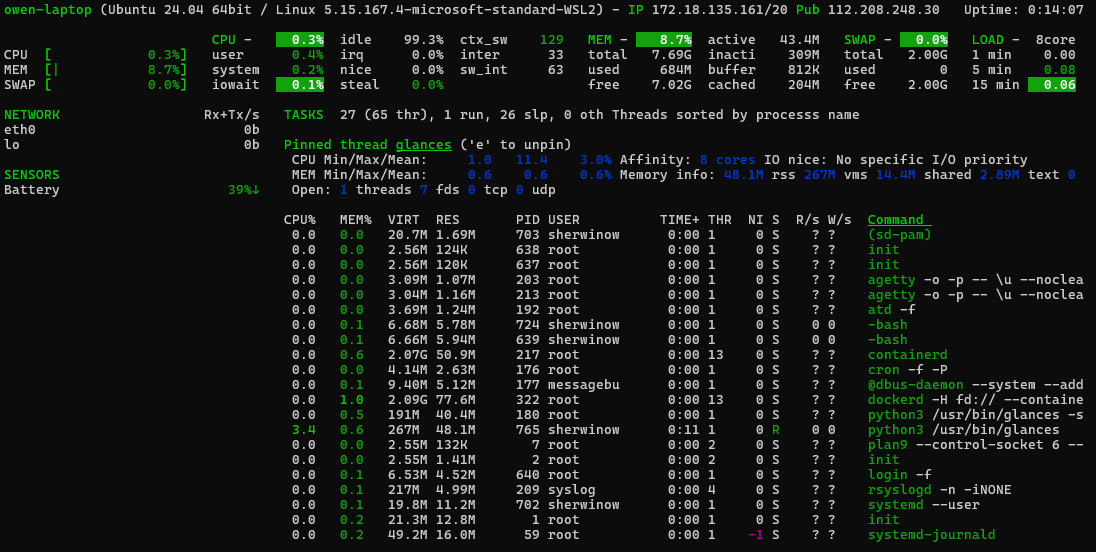 owen-laptop (Ubuntu 24.04 64bit / Linux 5.15.167.4-microsoft-standard-WSL2) - IP 172.18.135.161/20 Pub 112.208.248.30 Uptime: 0:14:07
CPU - 0.3% idle 99.3% ctx_sw 129 MEM - 8.7% active 43.4M SWAP - 0.0% LOAD - 8core
CPU [ 0.3%] user 0.4% irq 0.0% inter 33 total 7.69G inacti 309M total 2.00G 1 min 0.00
MEM [| 8.7%] system 0.2% nice 0.0% sw_int 63 used 684M buffer 812K used 0 5 min 0.08
SWAP [ 0.0%] iowait 0.1% steal 0.0% free 7.02G cached 204M free 2.00G 15 min 0.06
NETWORK Rx+Tx/s TASKS 27 (65 thr), 1 run, 26 slp, 0 oth Threads sorted by processs name
eth0 0b
lo 0b Pinned thread glances ('e' to unpin)
CPU Min/Max/Mean: 1.0 11.4 3.0% Affinity: 8 cores IO nice: No specific I/O priority
SENSORS MEM Min/Max/Mean: 0.6 0.6 0.6% Memory info: 48.1M rss 267M vms 14.4M shared 2.89M text 0
Battery 39%↓ Open: 1 threads 7 fds 0 tcp 0 udp
CPU% MEM% VIRT RES PID USER TIME+ THR NI S R/s W/s Command
0.0 0.0 20.7M 1.69M 703 sherwinow 0:00 1 0 S ? ? (sd-pam)
0.0 0.0 2.56M 124K 638 root 0:00 1 0 S ? ? init
0.0 0.0 2.56M 120K 637 root 0:00 1 0 S ? ? init
0.0 0.0 3.09M 1.07M 203 root 0:00 1 0 S ? ? agetty -o -p -- \u --noclea
0.0 0.0 3.04M 1.16M 213 root 0:00 1 0 S ? ? agetty -o -p -- \u --noclea
0.0 0.0 3.69M 1.24M 192 root 0:00 1 0 S ? ? atd -f
0.0 0.1 6.68M 5.78M 724 sherwinow 0:00 1 0 S 0 0 -bash
0.0 0.1 6.66M 5.94M 639 sherwinow 0:00 1 0 S 0 0 -bash
0.0 0.6 2.07G 50.9M 217 root 0:00 13 0 S ? ? containerd
0.0 0.0 4.14M 2.63M 176 root 0:00 1 0 S ? ? cron -f -P
0.0 0.1 9.40M 5.12M 177 messagebu 0:00 1 0 S ? ? @dbus-daemon --system --add
0.0 1.0 2.09G 77.6M 322 root 0:00 13 0 S ? ? dockerd -H fd:// --containe
0.0 0.5 191M 40.4M 180 root 0:00 1 0 S ? ? python3 /usr/bin/glances -s
3.4 0.6 267M 48.1M 765 sherwinow 0:11 1 0 R 0 0 python3 /usr/bin/glances
0.0 0.0 2.55M 132K 7 root 0:00 2 0 S ? ? plan9 --control-socket 6 --
0.0 0.0 2.55M 1.41M 2 root 0:00 2 0 S ? ? init
0.0 0.1 6.53M 4.52M 640 root 0:00 1 0 S ? ? login -f
0.0 0.1 217M 4.99M 209 syslog 0:00 4 0 S ? ? rsyslogd -n -iNONE
0.0 0.1 19.8M 11.2M 702 sherwinow 0:00 1 0 S ? ? systemd --user
0.0 0.2 21.3M 12.8M 1 root 0:00 1 0 S ? ? init
0.0 0.2 49.2M 16.0M 59 root 0:00 1 -1 S ? ? systemd-journald